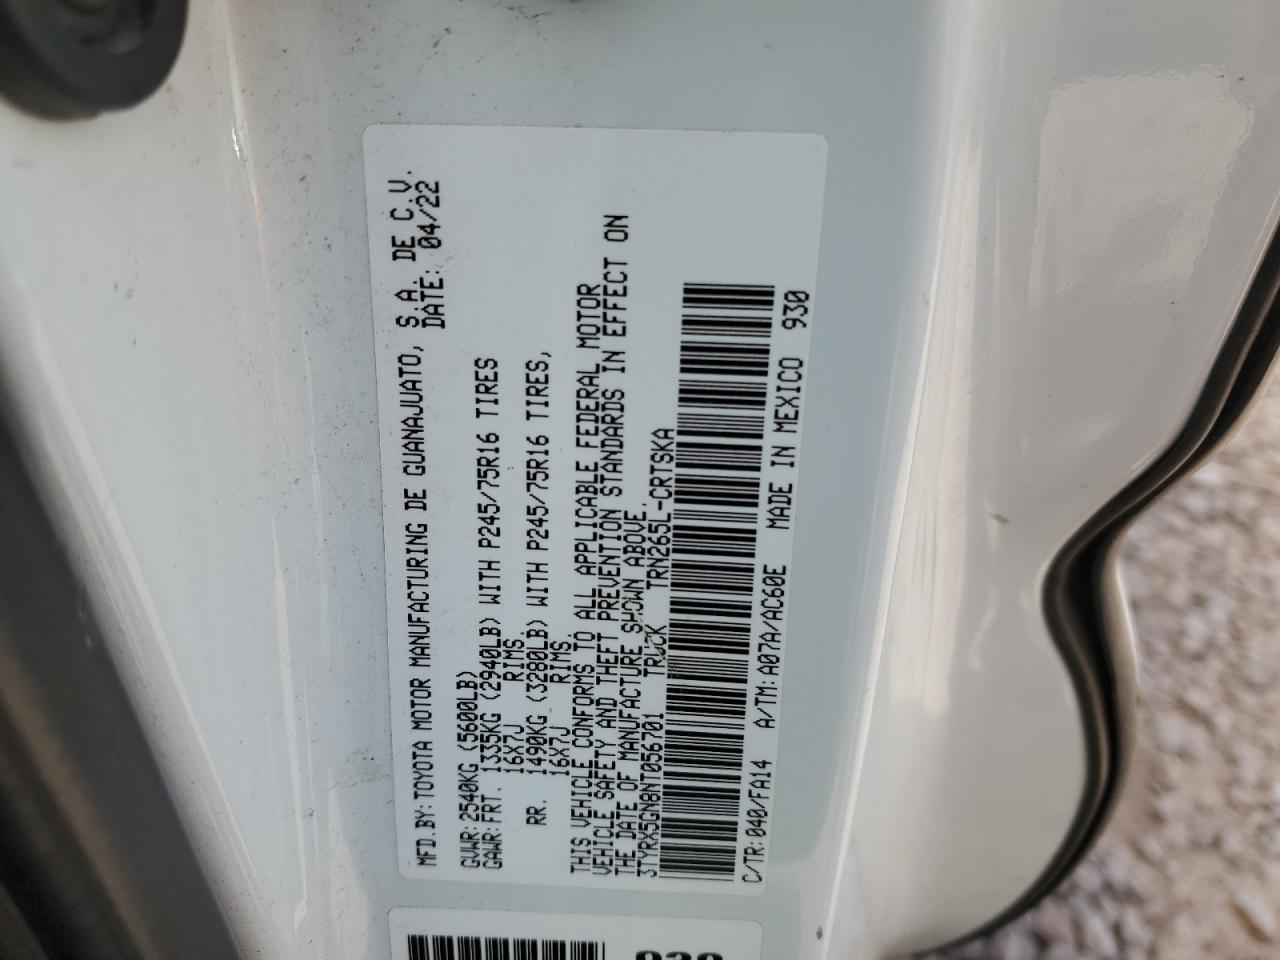 MFD.BY:TOYOTA MOTOR MANUFACTURING DE GUANAJUATO, S.A. DE C.V.
DATE: 04/22
GVWR:2540KG (5600LB)
GAWR:FRT. 1335KG (2940LB) WITH P245/75R16 TIRES
16X7J RIMS,
RR. 1490KG (3280LB) WITH P245/75R16 TIRES,
16X7J RIMS.
THIS VEHICLE CONFORMS TO ALL APPLICABLE FEDERAL MOTOR
VEHICLE SAFETY AND THEFT PREVENTION STANDARDS IN EFFECT ON
THE DATE OF MANUFACTURE SHOWN ABOVE.
3TYRX5GN8NT056701 TRUCK TRN265L-CRTSKA
C/TR:040/FA14 A/TM:A07A/AC60E MADE IN MEXICO 930